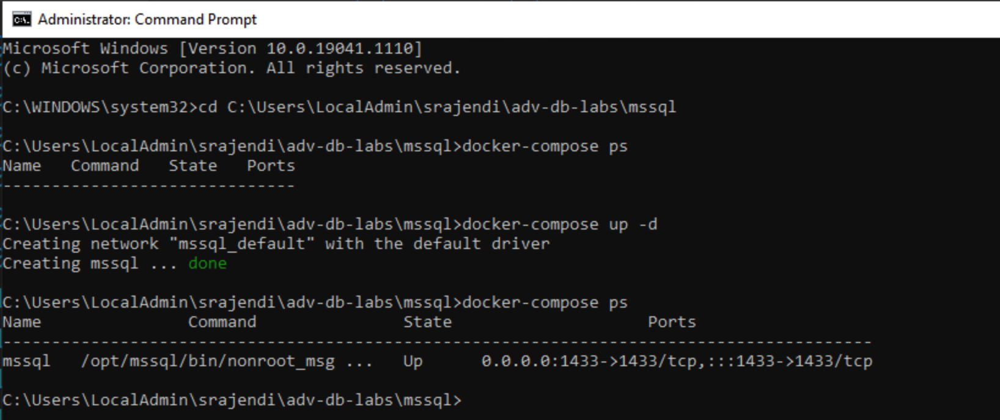 Administrator: Command Prompt
Microsoft Windows [Version 10.0.19041.1110]
(c) Microsoft Corporation. All rights reserved.
C:\WINDOWS\system32>cd C:\Users\LocalAdmin\srajendi\adv-db-labs\mssql
C:\Users\LocalAdmin\srajendi\adv-db-labs\mssql>docker-compose ps
Name   Command   State   Ports
------------------------------
C:\Users\LocalAdmin\srajendi\adv-db-labs\mssql>docker-compose up -d
Creating network "mssql_default" with the default driver
Creating mssql ... done
C:\Users\LocalAdmin\srajendi\adv-db-labs\mssql>docker-compose ps
Name               Command               State                    Ports
-----------------------------------------------------------------------------------------
mssql   /opt/mssql/bin/nonroot_msg ...   Up      0.0.0.0:1433->1433/tcp,:::1433->1433/tcp
C:\Users\LocalAdmin\srajendi\adv-db-labs\mssql>